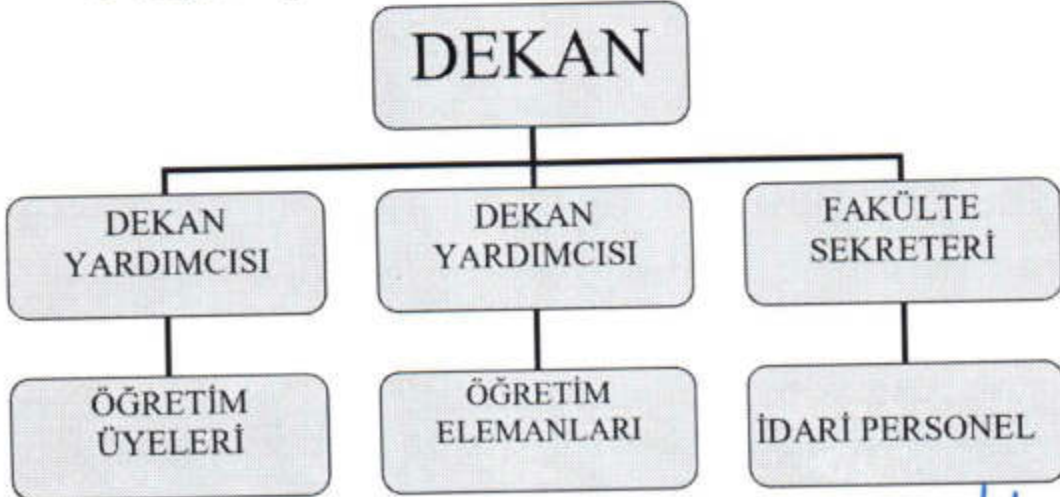 DEKAN
DEKAN
YARDIMCISI
DEKAN
YARDIMCISI
FAKÜLTE
SEKRETERİ
ÖĞRETİM
ÜYELERİ
ÖĞRETİM
ELEMANLARI
İDARİ PERSONEL